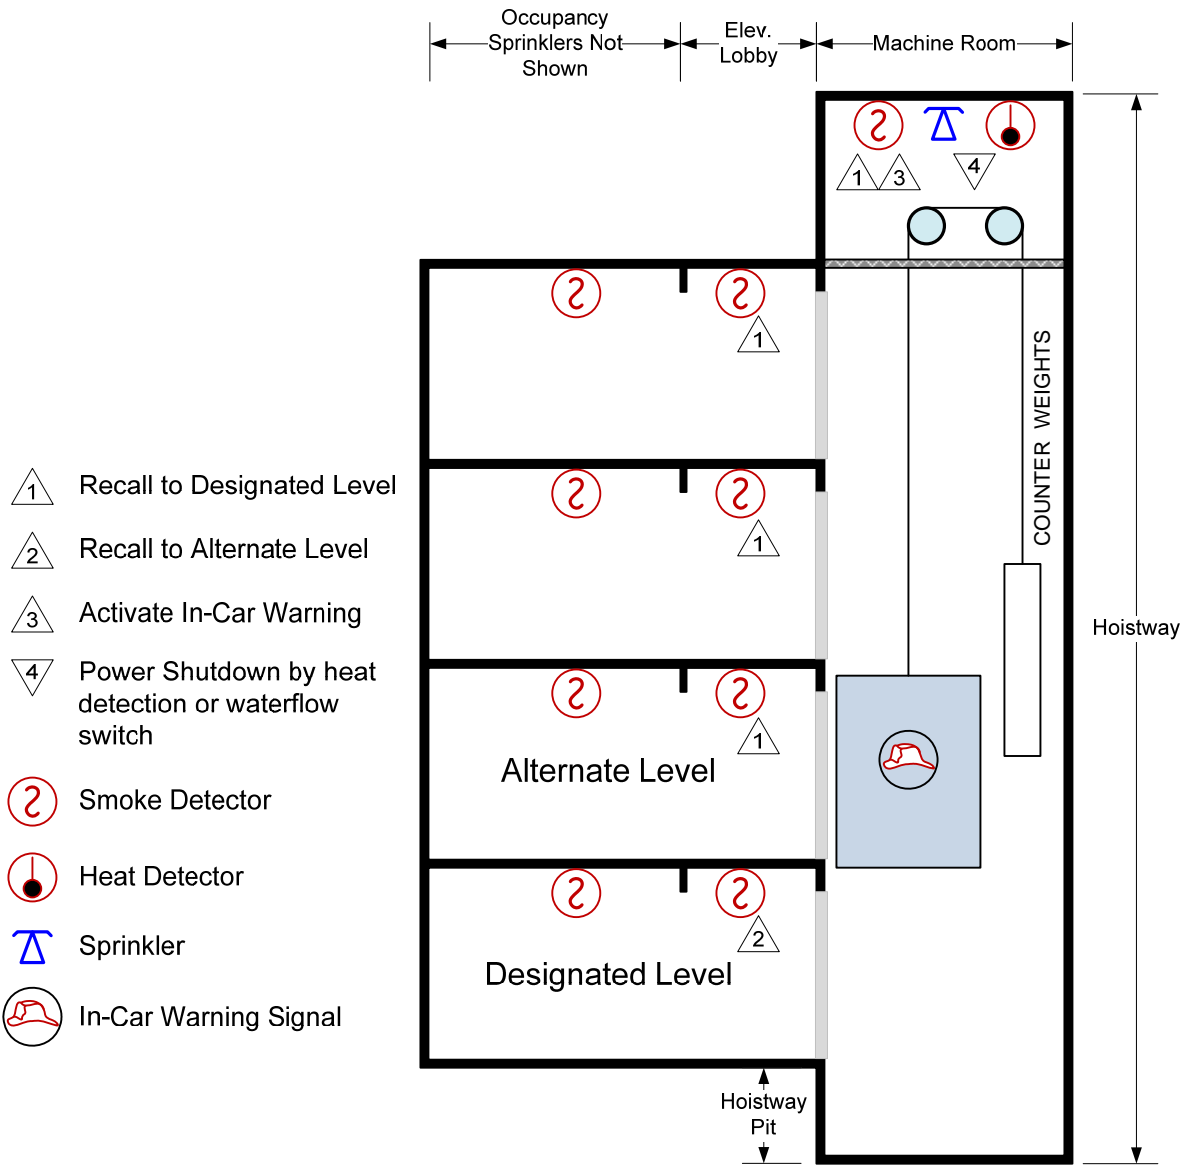 Occupancy
Sprinklers Not
Shown
Elev.
Lobby
Machine Room
1
3
4
1
COUNTER WEIGHTS
1
Hoistway
1
Alternate Level
2
Designated Level
Hoistway
Pit
1 Recall to Designated Level
2 Recall to Alternate Level
3 Activate In-Car Warning
4 Power Shutdown by heat
detection or waterflow
switch
Smoke Detector
Heat Detector
Sprinkler
In-Car Warning Signal